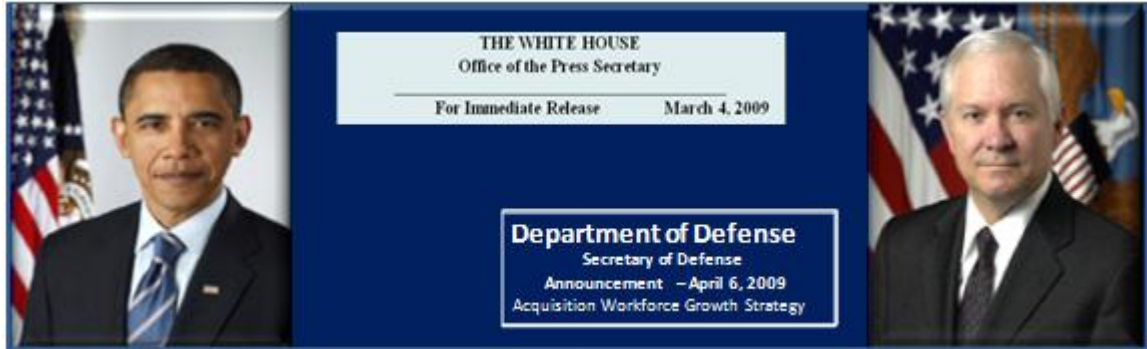 THE WHITE HOUSE
Office of the Press Secretary
For Immediate Release March 4, 2009
Department of Defense
Secretary of Defense
Announcement – April 6, 2009
Acquisition Workforce Growth Strategy